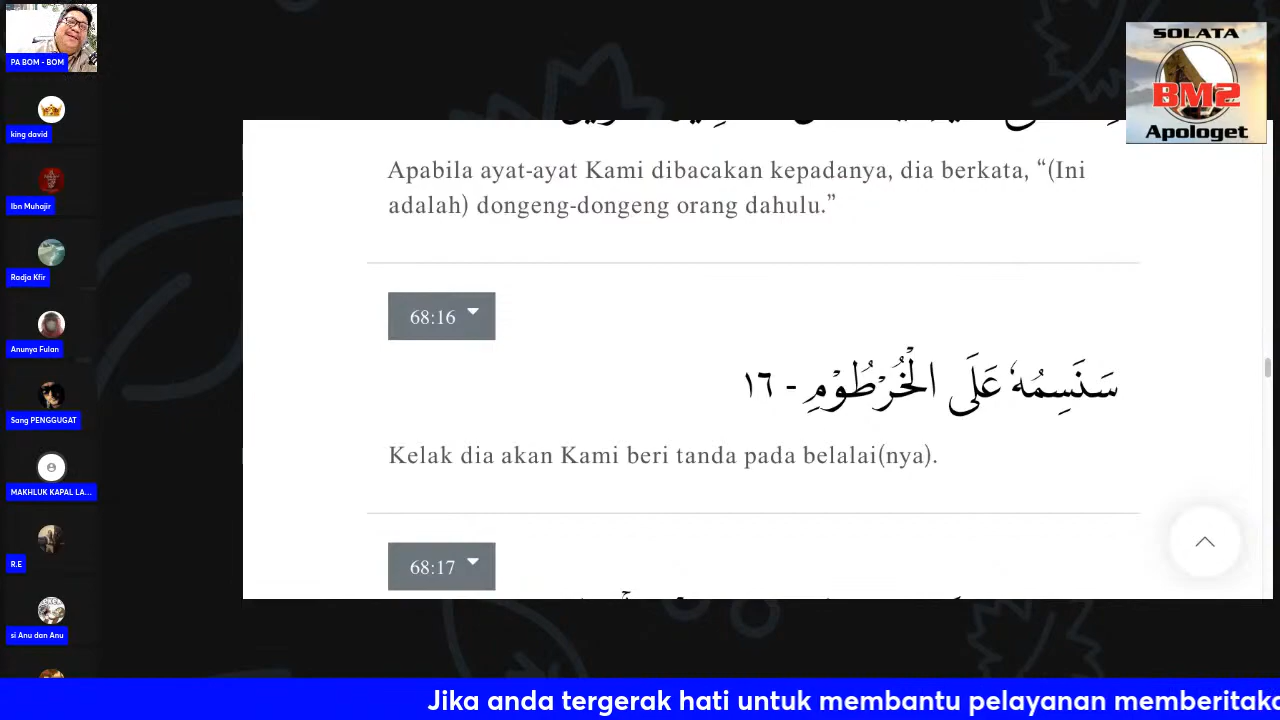 PA BOM - BOM
king david
Ibn Muhajir
Radja Kfir
Anunya Fulan
Sang PENGGUGAT
MAKHLUK KAPAL LA...
R.E
si Anu dan Anu
SOLATA
BM2
Apologet
Apabila ayat-ayat Kami dibacakan kepadanya, dia berkata, “(Ini
adalah) dongeng-dongeng orang dahulu.”
68:16
سَنَسِمُهٗ عَلَى الْخُرْطُوْمِ - ١٦
Kelak dia akan Kami beri tanda pada belalai(nya).
68:17
Jika anda tergerak hati untuk membantu pelayanan memberitaka